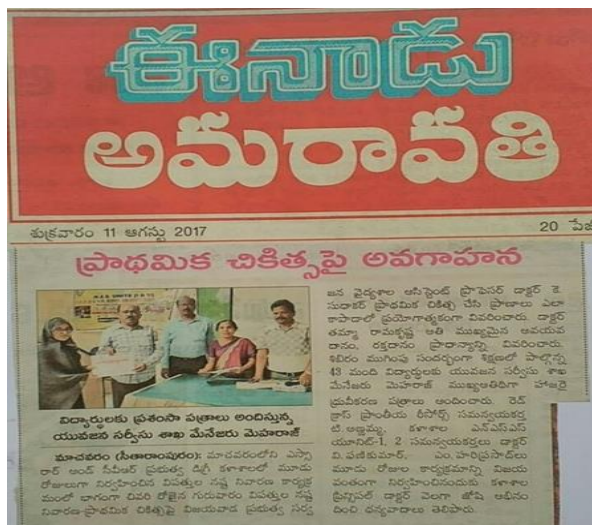 ఈనాడు
అమరావతి
శుక్రవారం 11 ఆగస్టు 2017
20 పేజీ
ప్రాథమిక చికిత్సపై అవగాహన
విద్యార్థులకు ప్రశంసా పత్రాలు అందిస్తున్న
యువజన సర్వీసు శాఖ మేనేజరు మెహరాజ్
మాచవరం (సీతారాంపురం): మాచవరంలోని ఎస్సా
రార్ అండ్ సీవీఆర్ ప్రభుత్వ డిగ్రీ కళాశాలలో మూడు
రోజులుగా నిర్వహించిన విపత్తుల నష్ట నివారణ కార్యక్ర
మంలో భాగంగా చివరి రోజైన గురువారం విపత్తుల నష్ట
నివారణ-ప్రాథమిక చికిత్సపై విజయవాడ ప్రభుత్వ సర్వ
జన వైద్యశాల అసిస్టెంట్ ప్రొఫెసర్ డాక్టర్ కె.
సుధాకర్ ప్రాథమిక చికిత్స చేసి ప్రాణాలు ఎలా
కాపాడాలో ప్రయోగాత్మకంగా వివరించారు. డాక్టర్
తమ్మా రామకృష్ణ అతి ముఖ్యమైన అవయవ
దానం, రక్తదానం ప్రాధాన్యాన్ని వివరించారు.
శిబిరం ముగింపు సందర్భంగా శిక్షణలో పాల్గొన్న
43 మంది విద్యార్థులకు యువజన సర్వీసు శాఖ
మేనేజరు మెహరాజ్ ముఖ్యఅతిథిగా హాజరై
ధ్రువీకరణ పత్రాలు అందించారు. రెడ్
క్రాస్ ప్రాంతీయ రిసోర్స్ సమన్వయకర్త
టి.అణ్ణమ్మ, కళాశాల ఎన్ఎస్ఎస్
యూనిట్-1, 2 సమన్వయకర్తలు డాక్టర్
వి.ఫణికుమార్, ఎం.హరిప్రసాద్‌లు
మూడు రోజుల కార్యక్రమాన్ని విజయ
వంతంగా నిర్వహించినందుకు కళాశాల
ప్రిన్సిపల్ డాక్టర్ వెలగా జోషి అభినం
దించి ధన్యవాదాలు తెలిపారు.